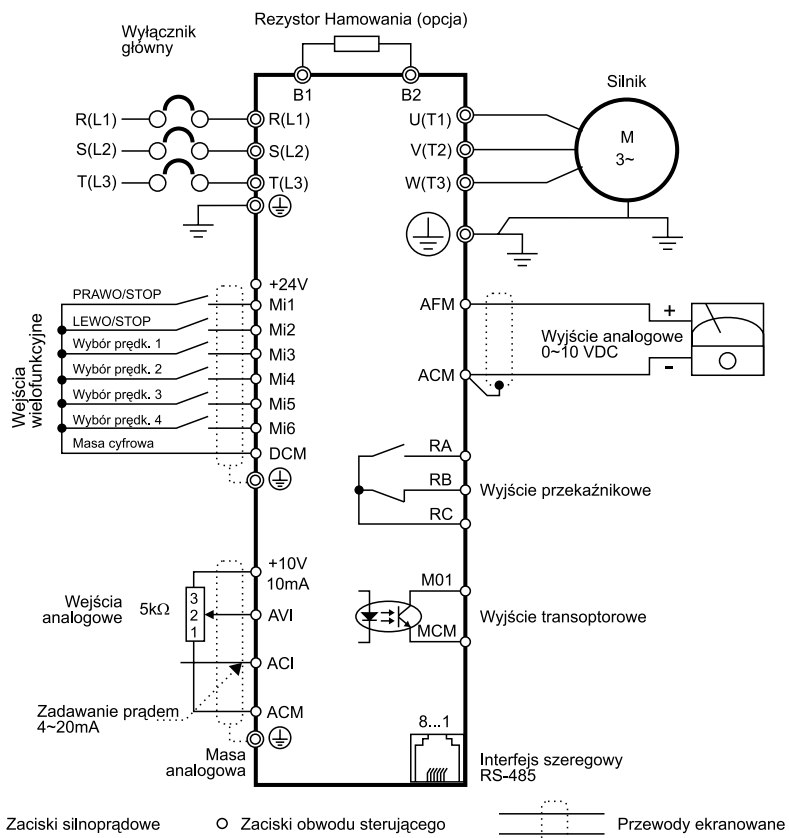 Rezystor Hamowania (opcja)
Wyłącznik
główny
B1
B2
Silnik
R(L1)
R(L1)
U(T1)
S(L2)
S(L2)
V(T2)
M
3~
T(L3)
T(L3)
W(T3)
+24V
PRAWO/STOP
Mi1
AFM
+
LEWO/STOP
Mi2
Wybór prędk. 1
Mi3
Wyjście analogowe
0~10 VDC
Wybór prędk. 2
Mi4
ACM
-
Wybór prędk. 3
Mi5
Wybór prędk. 4
Mi6
Masa cyfrowa
DCM
Wejścia
wielofunkcyjne
RA
RB
Wyjście przekaźnikowe
RC
+10V
10mA
Wejścia
analogowe
5kΩ
3
2
1
AVI
M01
Wyjście transoptorowe
MCM
ACI
Zadawanie prądem
4~20mA
ACM
8...1
Masa
analogowa
Interfejs szeregowy
RS-485
Zaciski silnoprądowe
Zaciski obwodu sterującego
Przewody ekranowane